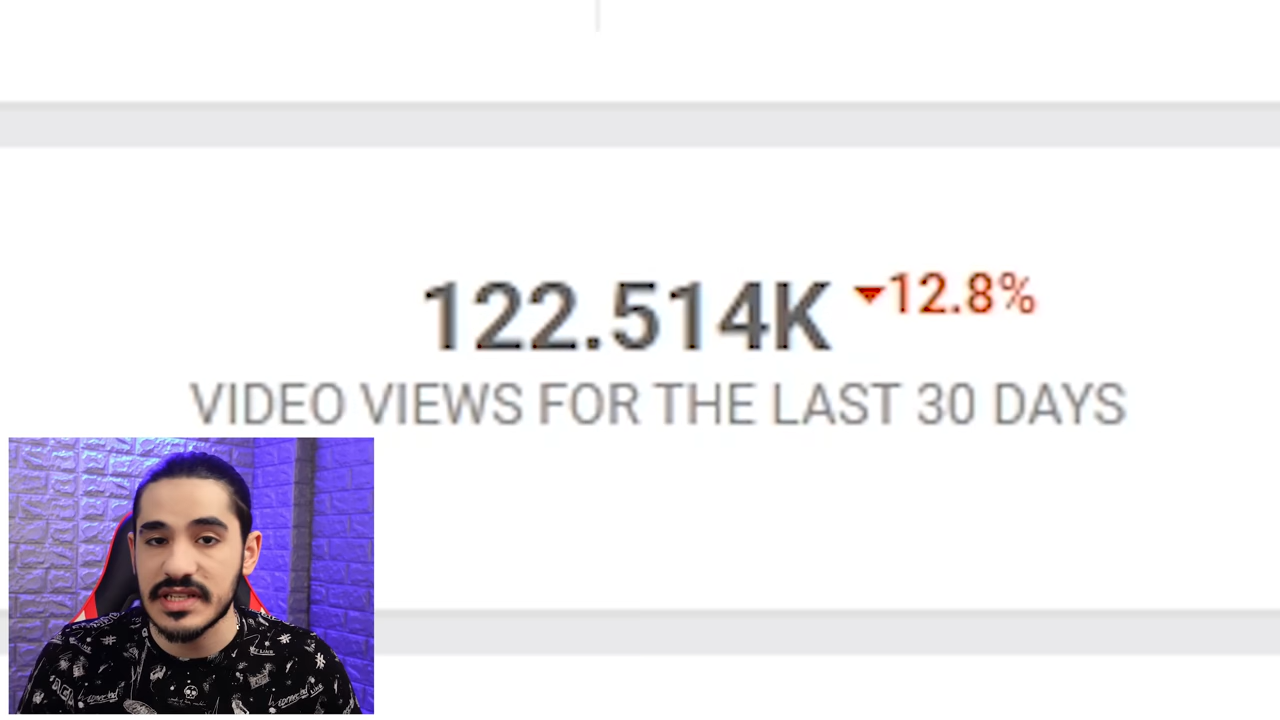 122.514K ▼12.8%
VIDEO VIEWS FOR THE LAST 30 DAYS